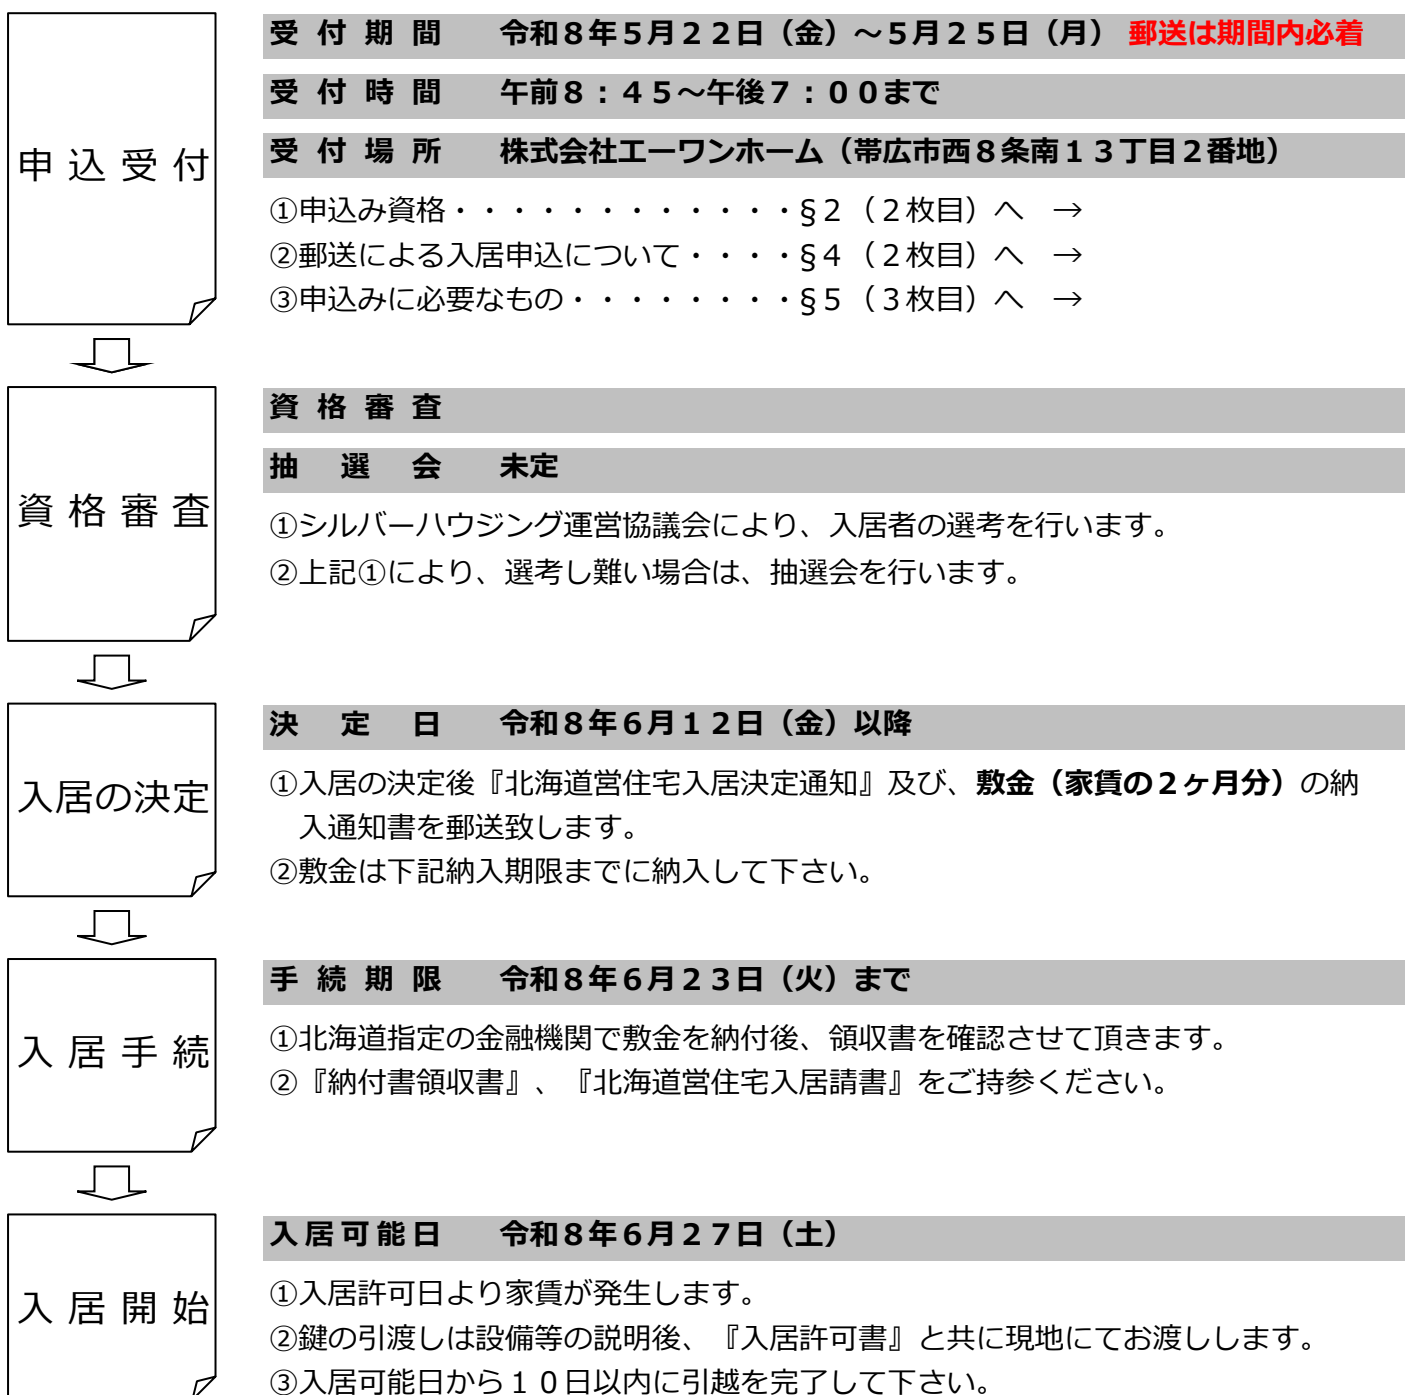 申込受付
受付期間　令和８年５月２２日（金）～５月２５日（月） 郵送は期間内必着
受付時間　午前８：４５～午後７：００まで
受付場所　株式会社エーワンホーム（帯広市西８条南１３丁目２番地）
①申込み資格・・・・・・・・・・・・§２（２枚目）へ　→
②郵送による入居申込について・・・・§４（２枚目）へ　→
③申込みに必要なもの・・・・・・・・§５（３枚目）へ　→
資格審査
資格審査
抽選会　未定
①シルバーハウジング運営協議会により、入居者の選考を行います。
②上記①により、選考し難い場合は、抽選会を行います。
入居の決定
決定日　令和８年６月１２日（金）以降
①入居の決定後『北海道営住宅入居決定通知』及び、敷金（家賃の２ヶ月分）の納
入通知書を郵送致します。
②敷金は下記納入期限までに納入して下さい。
入居手続
手続期限　令和８年６月２３日（火）まで
①北海道指定の金融機関で敷金を納付後、領収書を確認させて頂きます。
②『納付書領収書』、『北海道営住宅入居請書』をご持参ください。
入居開始
入居可能日　令和８年６月２７日（土）
①入居許可日より家賃が発生します。
②鍵の引渡しは設備等の説明後、『入居許可書』と共に現地にてお渡しします。
③入居可能日から１０日以内に引越を完了して下さい。